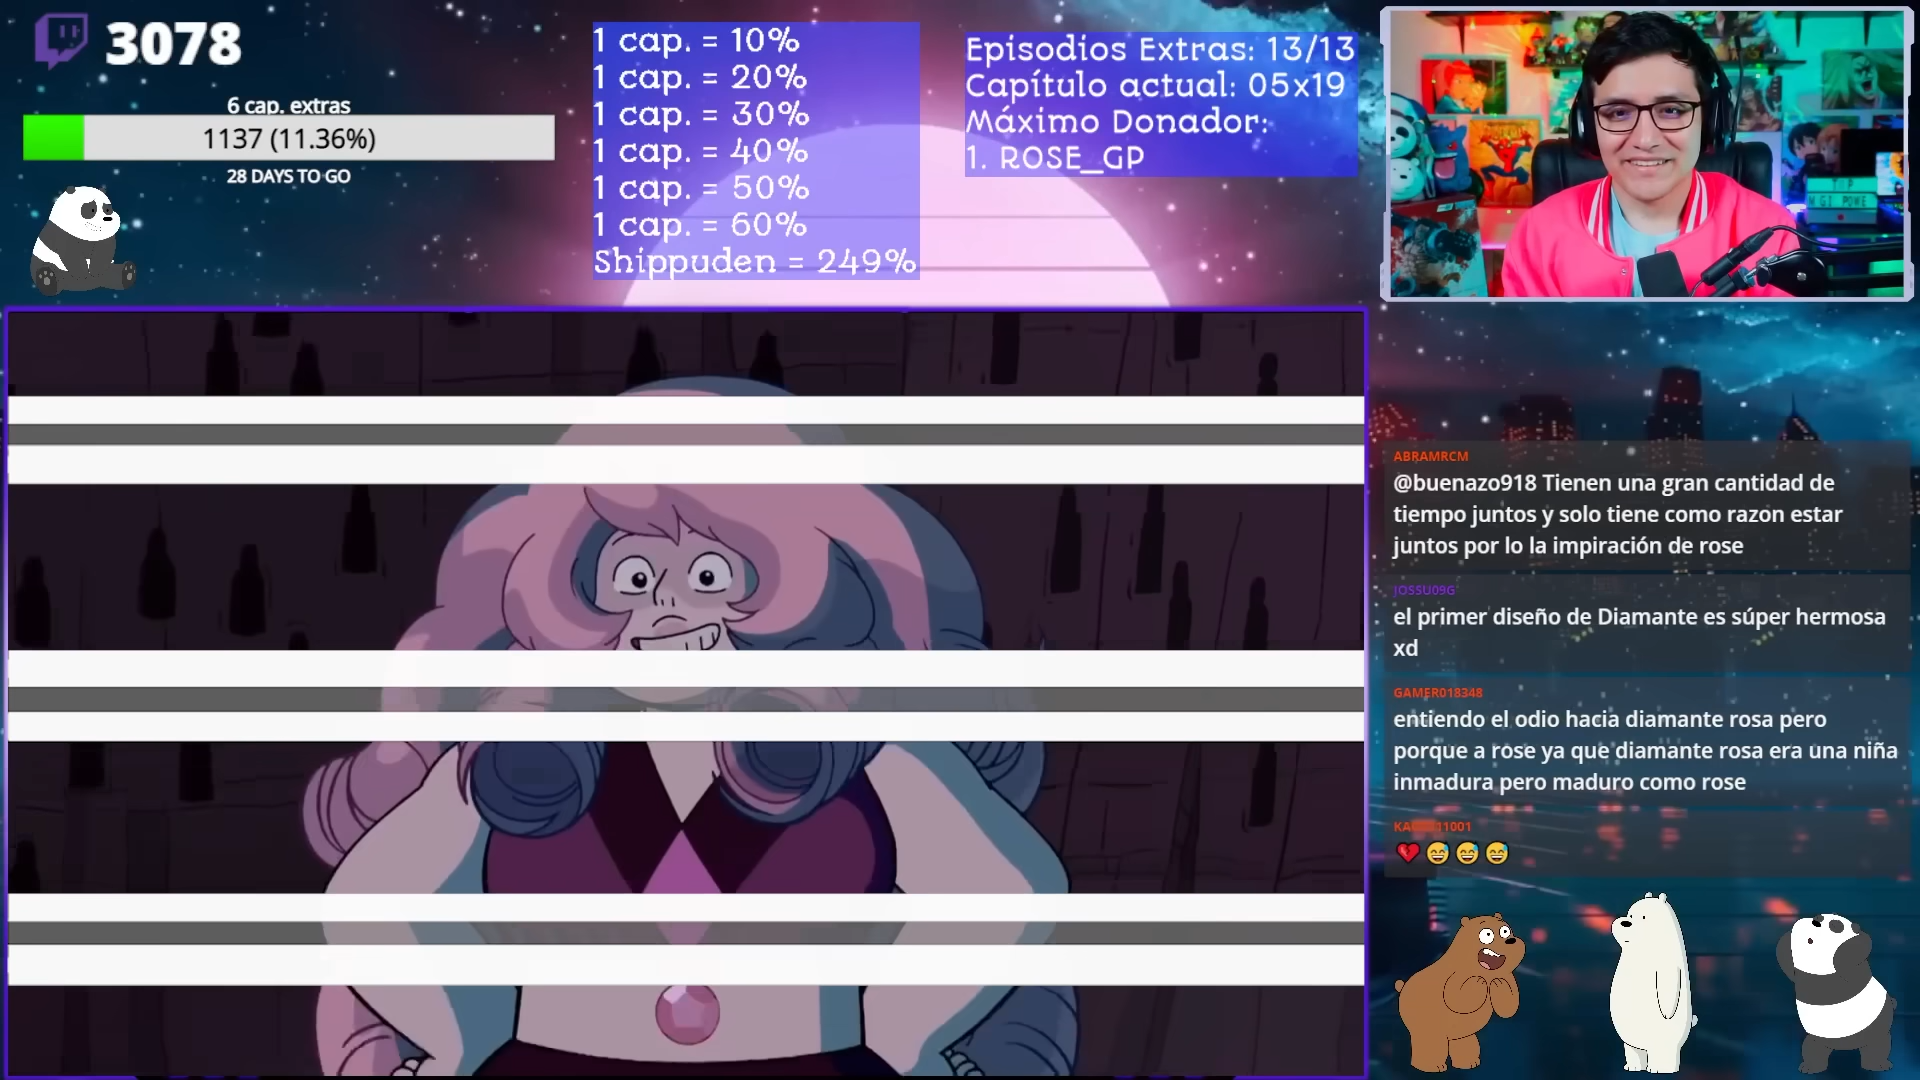 3078
6 cap. extras
1137 (11.36%)
28 DAYS TO GO
1 cap. = 10%
1 cap. = 20%
1 cap. = 30%
1 cap. = 40%
1 cap. = 50%
1 cap. = 60%
Shippuden = 249%
Episodios Extras: 13/13
Capítulo actual: 05x19
Máximo Donador:
1. ROSE_GP
ABRAMRCM
@buenazo918 Tienen una gran cantidad de
tiempo juntos y solo tiene como razon estar
juntos por lo la impiración de rose
JOSSU09G
el primer diseño de Diamante es súper hermosa
xd
GAMER018348
entiendo el odio hacia diamante rosa pero
porque a rose ya que diamante rosa era una niña
inmadura pero maduro como rose